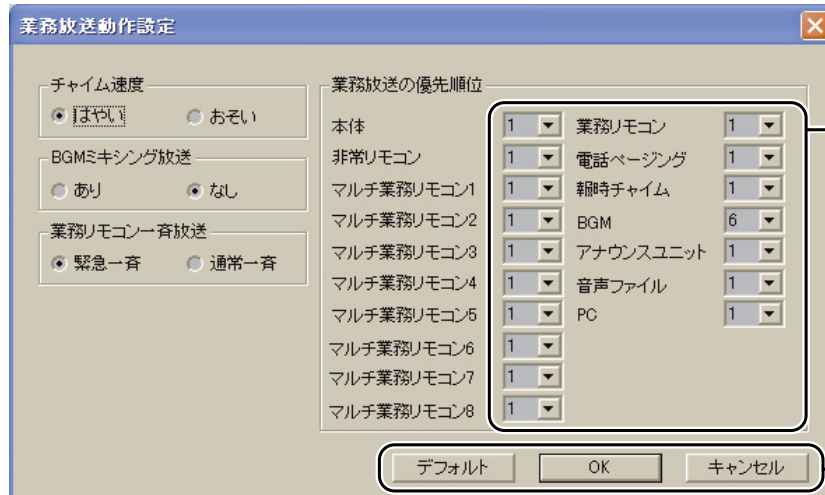 業務放送動作設定
チャイム速度
はやい おそい
BGMミキシング放送
あり なし
業務リモコン一斉放送
緊急一斉 通常一斉
業務放送の優先順位
本体 1 業務リモコン 1
非常リモコン 1 電話ページング 1
マルチ業務リモコン1 1 報時チャイム 1
マルチ業務リモコン2 1 BGM 6
マルチ業務リモコン3 1 アナウンスユニット 1
マルチ業務リモコン4 1 音声ファイル 1
マルチ業務リモコン5 1 PC 1
マルチ業務リモコン6 1
マルチ業務リモコン7 1
マルチ業務リモコン8 1
デフォルト OK キャンセル